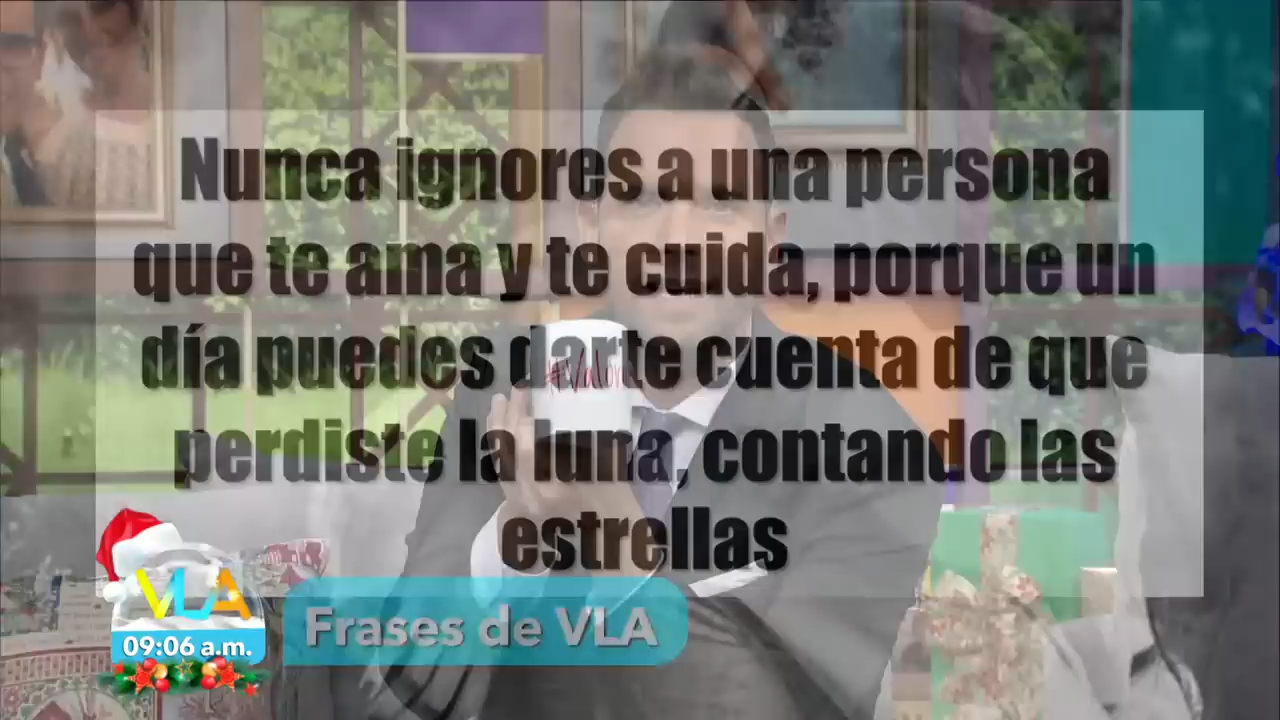 Nunca ignores a una persona
que te ama y te cuida, porque un
día puedes darte cuenta de que
perdiste la luna, contando las
estrellas
VLA
09:06 a.m.
Frases de VLA